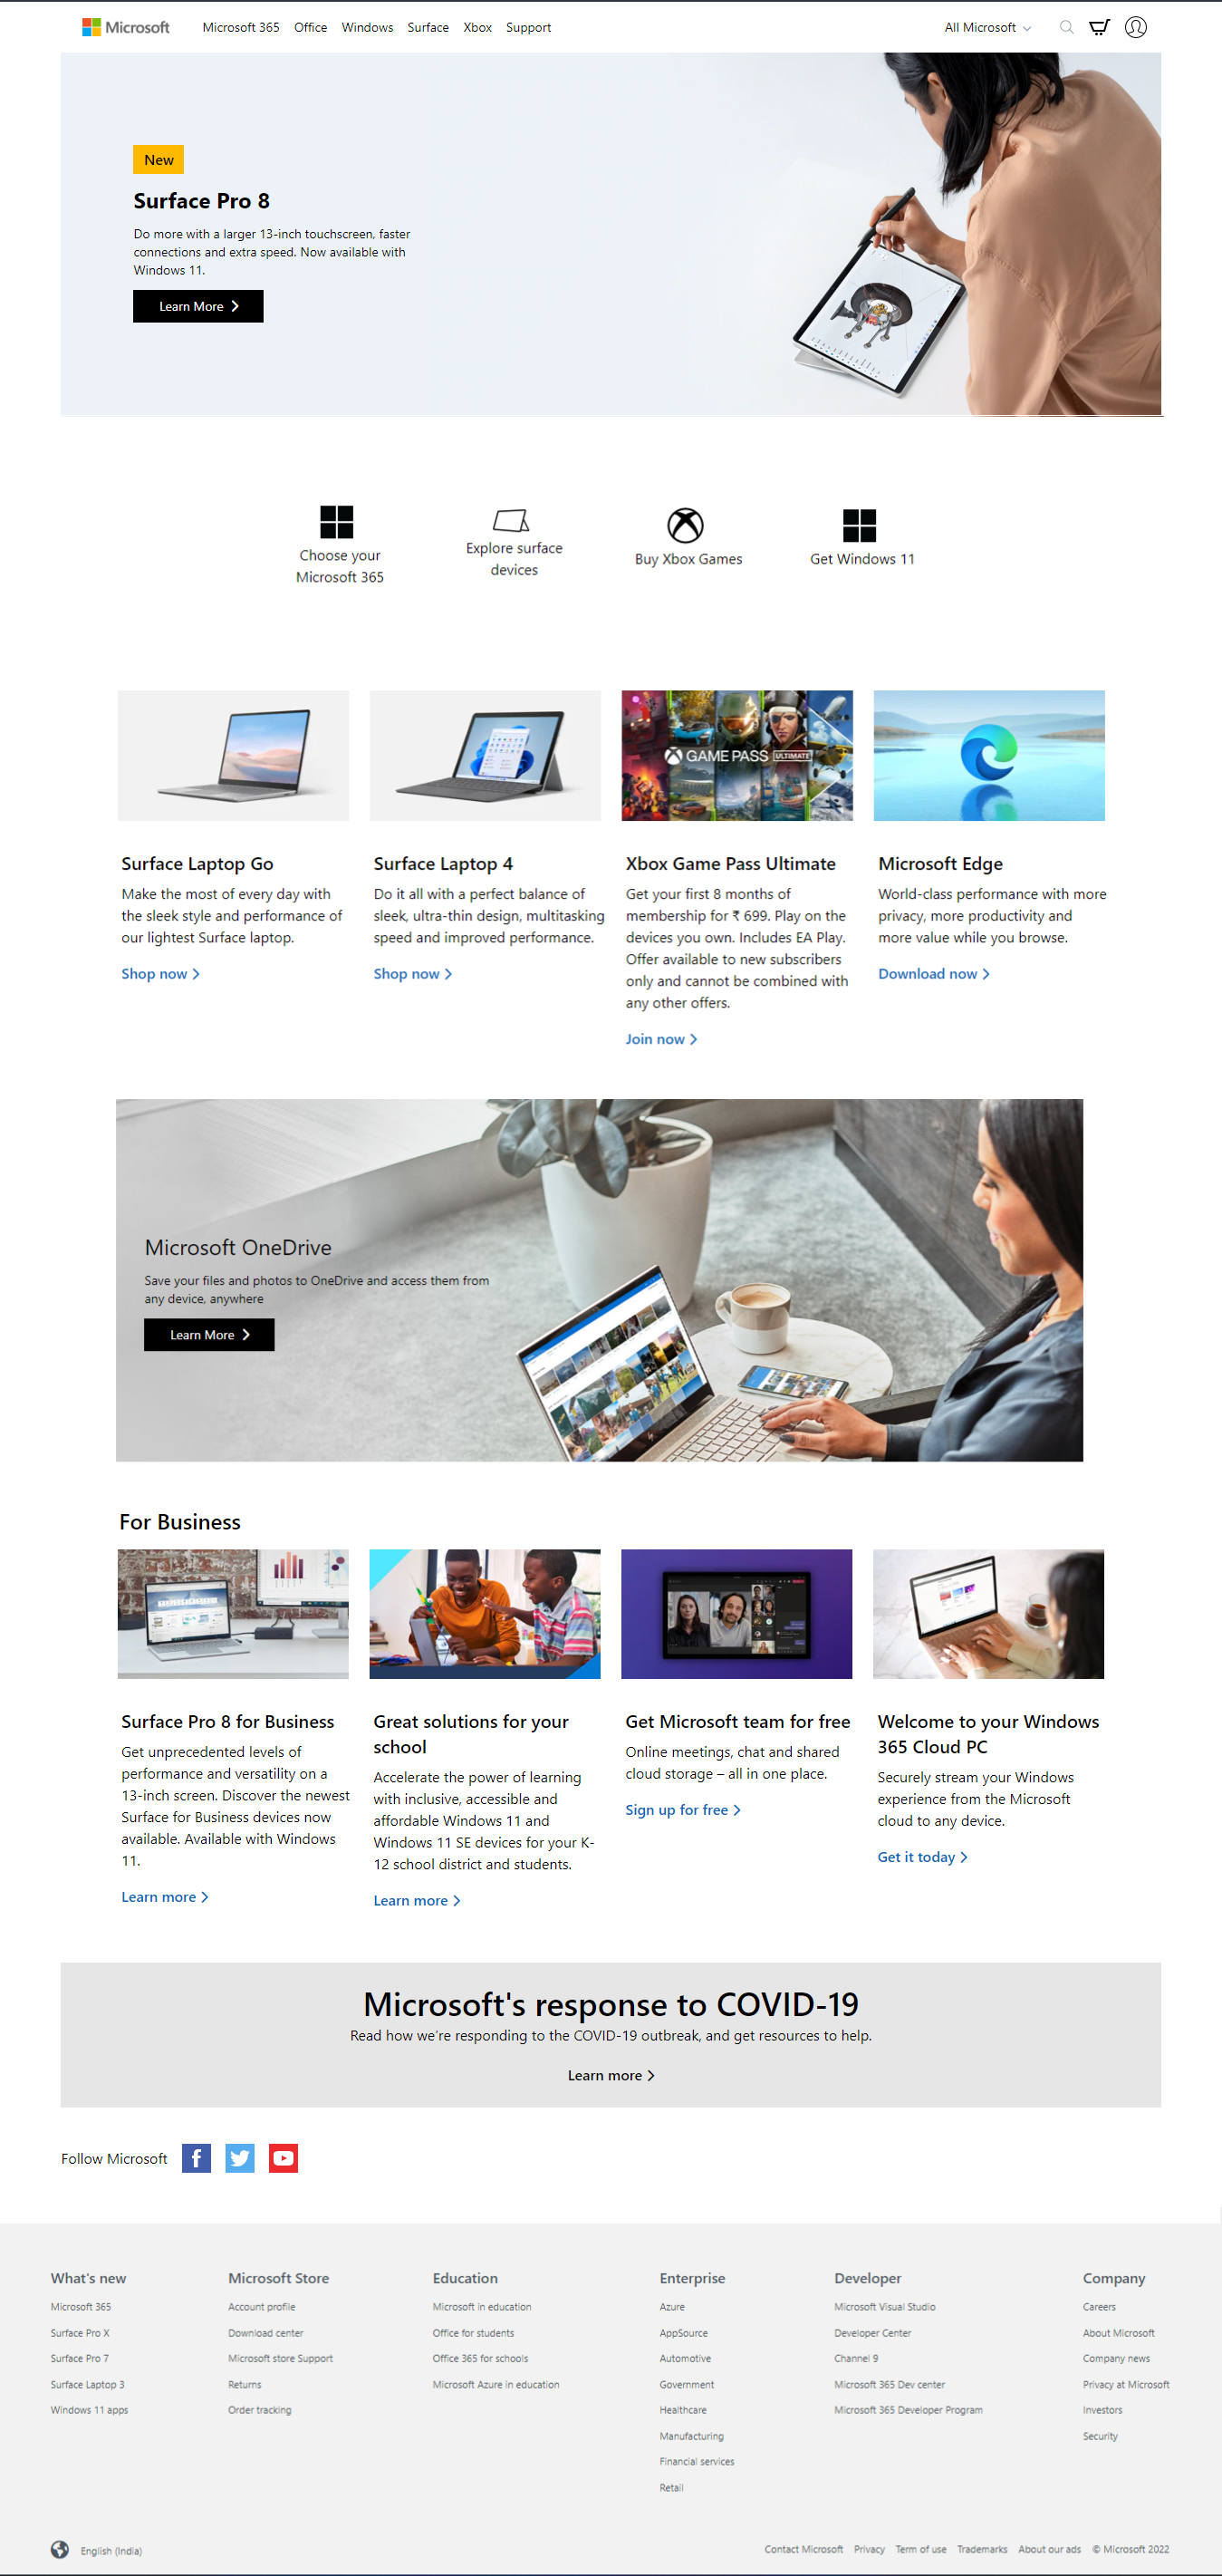 Microsoft
Microsoft 365 Office Windows Surface Xbox Support
All Microsoft
New
Surface Pro 8
Do more with a larger 13-inch touchscreen, faster
connections and extra speed. Now available with
Windows 11.
Learn More
Choose your
Microsoft 365
Explore surface
devices
Buy Xbox Games
Get Windows 11
GAME PASS ULTIMATE
Surface Laptop Go
Make the most of every day with
the sleek style and performance of
our lightest Surface laptop.
Shop now
Surface Laptop 4
Do it all with a perfect balance of
sleek, ultra-thin design, multitasking
speed and improved performance.
Shop now
Xbox Game Pass Ultimate
Get your first 8 months of
membership for ₹ 699. Play on the
devices you own. Includes EA Play.
Offer available to new subscribers
only and cannot be combined with
any other offers.
Join now
Microsoft Edge
World-class performance with more
privacy, more productivity and
more value while you browse.
Download now
Microsoft OneDrive
Save your files and photos to OneDrive and access them from
any device, anywhere
Learn More
For Business
Surface Pro 8 for Business
Get unprecedented levels of
performance and versatility on a
13-inch screen. Discover the newest
Surface for Business devices now
available. Available with Windows
11.
Learn more
Great solutions for your
school
Accelerate the power of learning
with inclusive, accessible and
affordable Windows 11 and
Windows 11 SE devices for your K-
12 school district and students.
Learn more
Get Microsoft team for free
Online meetings, chat and shared
cloud storage – all in one place.
Sign up for free
Welcome to your Windows
365 Cloud PC
Securely stream your Windows
experience from the Microsoft
cloud to any device.
Get it today
Microsoft's response to COVID-19
Read how we're responding to the COVID-19 outbreak, and get resources to help.
Learn more
Follow Microsoft
What's new
Microsoft 365
Surface Pro X
Surface Pro 7
Surface Laptop 3
Windows 11 apps
Microsoft Store
Account profile
Download center
Microsoft store Support
Returns
Order tracking
Education
Microsoft in education
Office for students
Office 365 for schools
Microsoft Azure in education
Enterprise
Azure
AppSource
Automotive
Government
Healthcare
Manufacturing
Financial services
Retail
Developer
Microsoft Visual Studio
Developer Center
Channel 9
Microsoft 365 Dev center
Microsoft 365 Developer Program
Company
Careers
About Microsoft
Company news
Privacy at Microsoft
Investors
Security
English (India)
Contact Microsoft Privacy Term of use Trademarks About our ads © Microsoft 2022